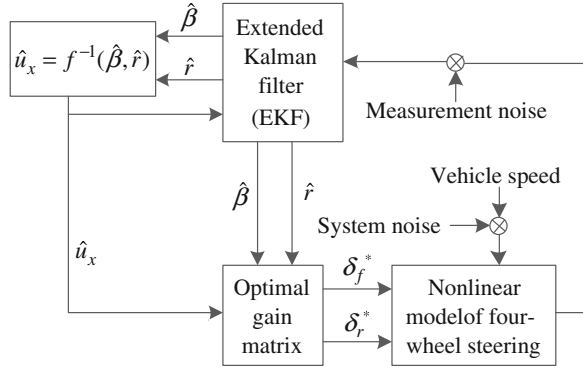 β̂
Extended
Kalman
filter
(EKF)
û_x = f^{-1}(β̂, r̂)
r̂
Measurement noise
Vehicle speed
β̂
r̂
System noise
û_x
δ_f^*
δ_r^*
Optimal
gain
matrix
Nonlinear
modelof four-
wheel steering